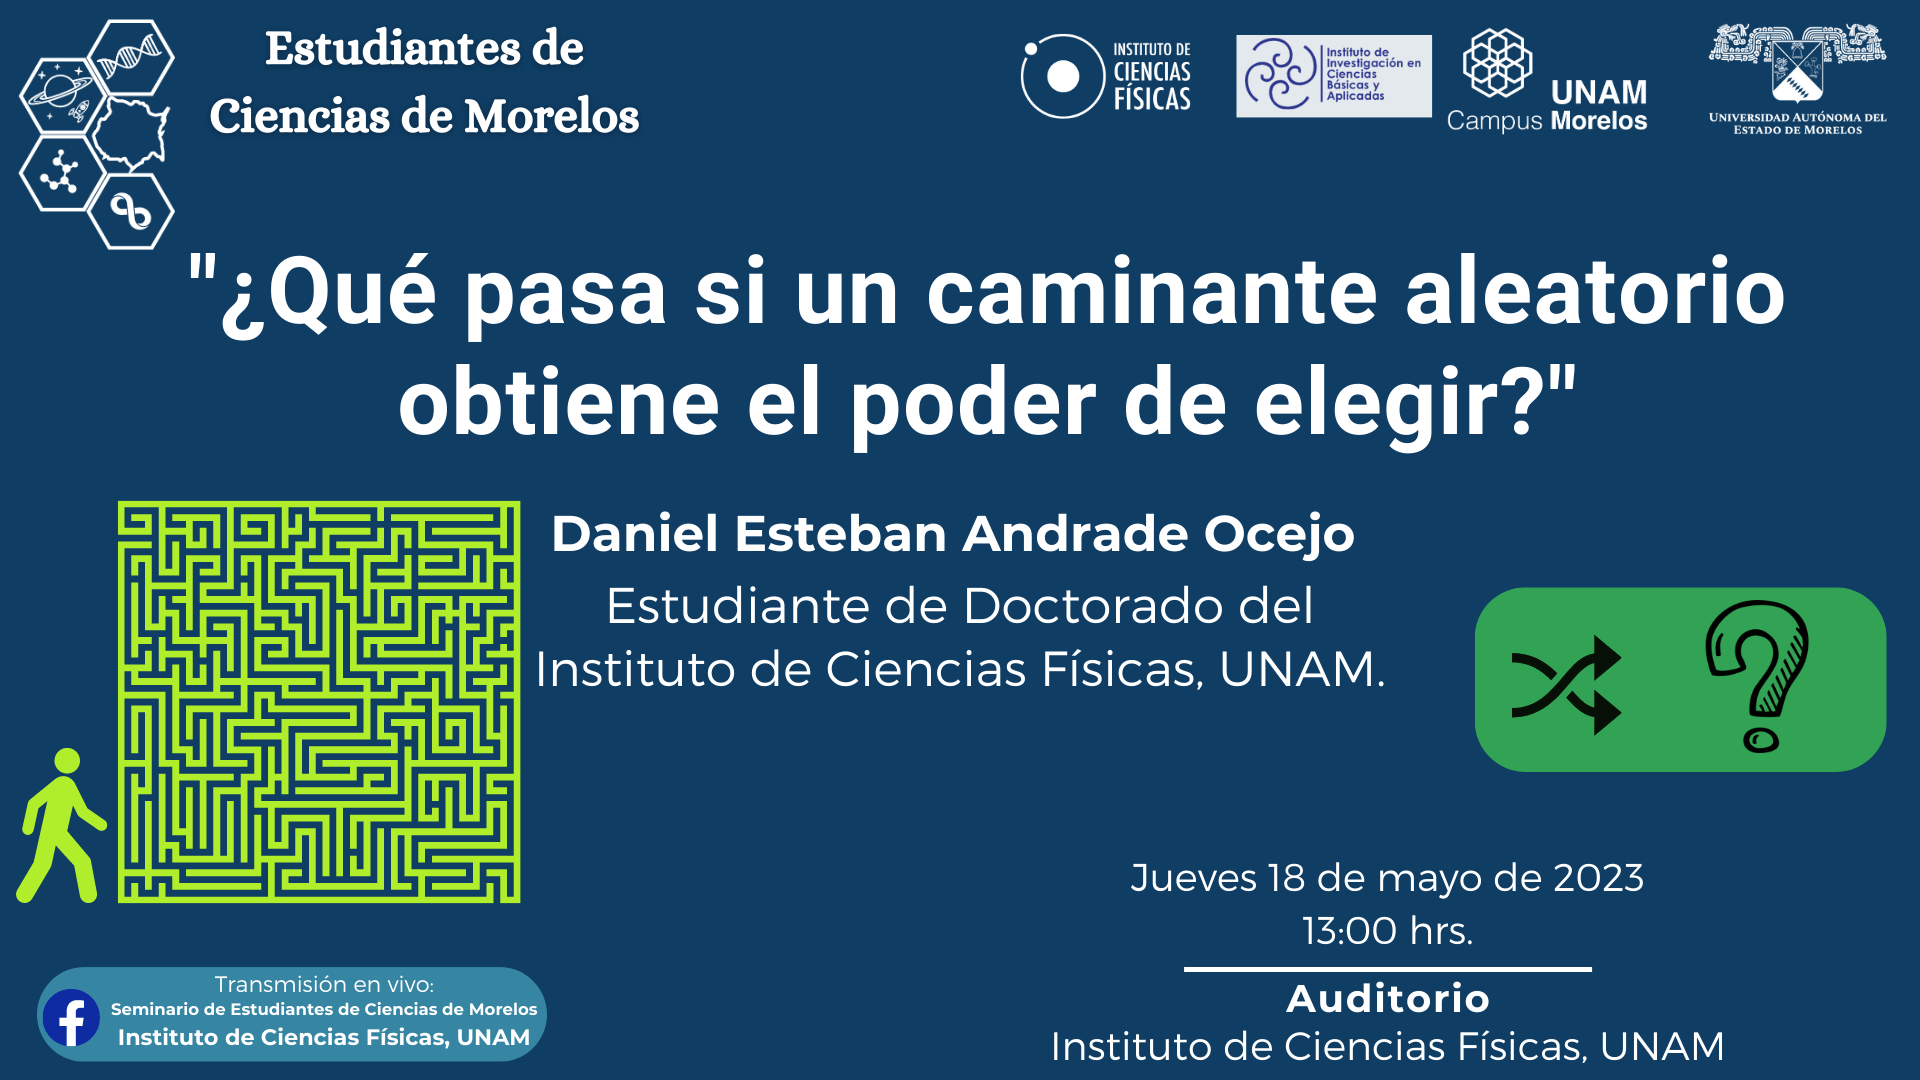 Estudiantes de
Ciencias de Morelos
INSTITUTO DE
CIENCIAS
FÍSICAS
Instituto de
Investigación en
Ciencias
Básicas y
Aplicadas
UNAM
Campus Morelos
UNIVERSIDAD AUTÓNOMA DEL
ESTADO DE MORELOS
"¿Qué pasa si un caminante aleatorio
obtiene el poder de elegir?"
Daniel Esteban Andrade Ocejo
Estudiante de Doctorado del
Instituto de Ciencias Físicas, UNAM.
Jueves 18 de mayo de 2023
13:00 hrs.
Auditorio
Instituto de Ciencias Físicas, UNAM
Transmisión en vivo:
Seminario de Estudiantes de Ciencias de Morelos
Instituto de Ciencias Físicas, UNAM